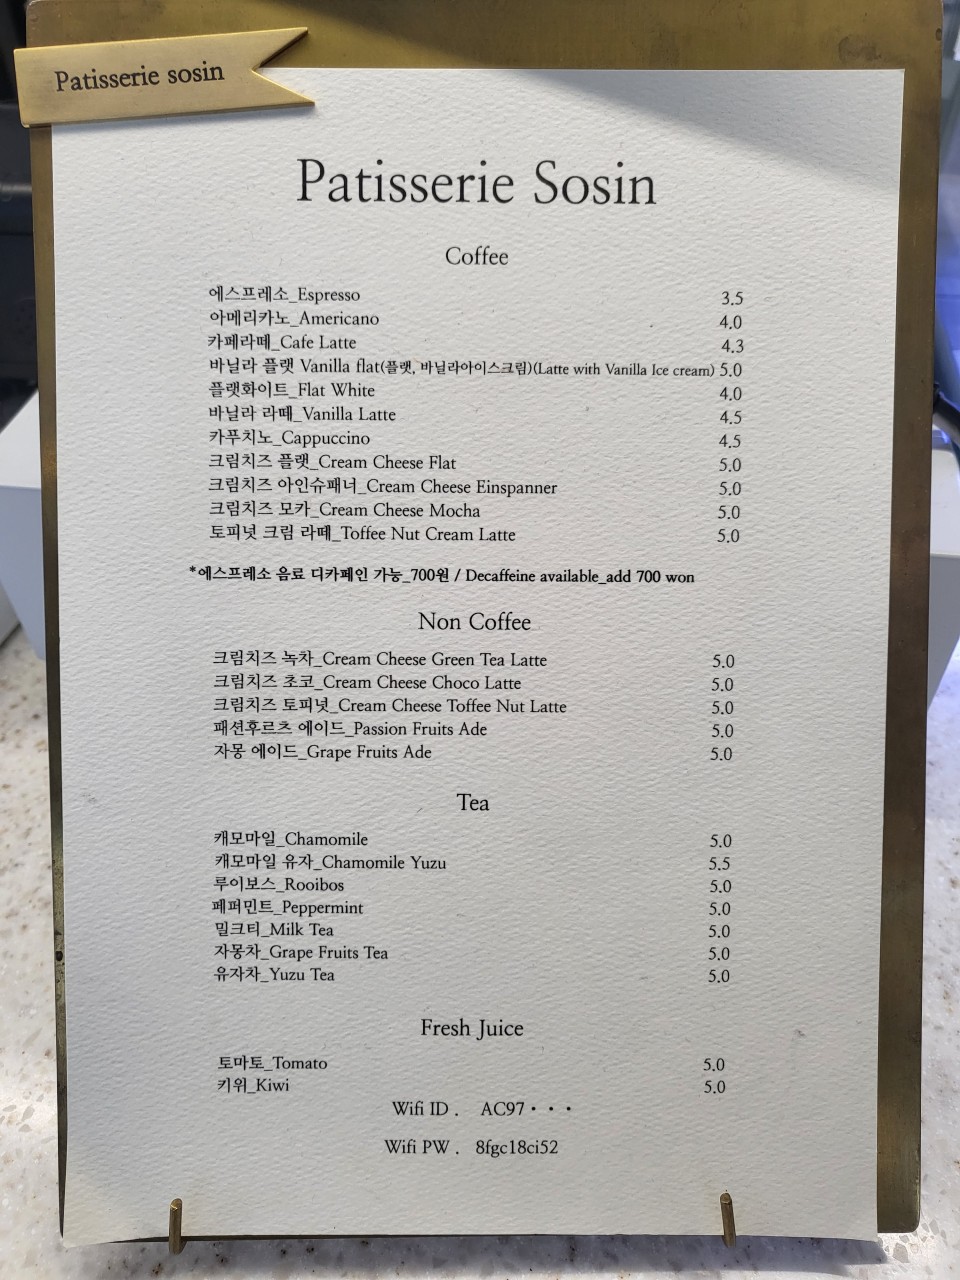 Patisserie sosin
Patisserie Sosin
Coffee
에스프레소_Espresso 3.5
아메리카노_Americano 4.0
카페라떼_Cafe Latte 4.3
바닐라 플랫 Vanilla flat(플랫, 바닐라아이스크림)(Latte with Vanilla Ice cream) 5.0
플랫화이트_Flat White 4.0
바닐라 라떼_Vanilla Latte 4.5
카푸치노_Cappuccino 4.5
크림치즈 플랫_Cream Cheese Flat 5.0
크림치즈 아인슈패너_Cream Cheese Einspanner 5.0
크림치즈 모카_Cream Cheese Mocha 5.0
토피넛 크림 라떼_Toffee Nut Cream Latte 5.0
*에스프레소 음료 디카페인 가능_700원 / Decaffeine available_add 700 won
Non Coffee
크림치즈 녹차_Cream Cheese Green Tea Latte 5.0
크림치즈 초코_Cream Cheese Choco Latte 5.0
크림치즈 토피넛_Cream Cheese Toffee Nut Latte 5.0
패션후르츠 에이드_Passion Fruits Ade 5.0
자몽 에이드_Grape Fruits Ade 5.0
Tea
캐모마일_Chamomile 5.0
캐모마일 유자_Chamomile Yuzu 5.5
루이보스_Rooibos 5.0
페퍼민트_Peppermint 5.0
밀크티_Milk Tea 5.0
자몽차_Grape Fruits Tea 5.0
유자차_Yuzu Tea 5.0
Fresh Juice
토마토_Tomato 5.0
키위_Kiwi 5.0
Wifi ID . AC97···
Wifi PW . 8fgc18ci52